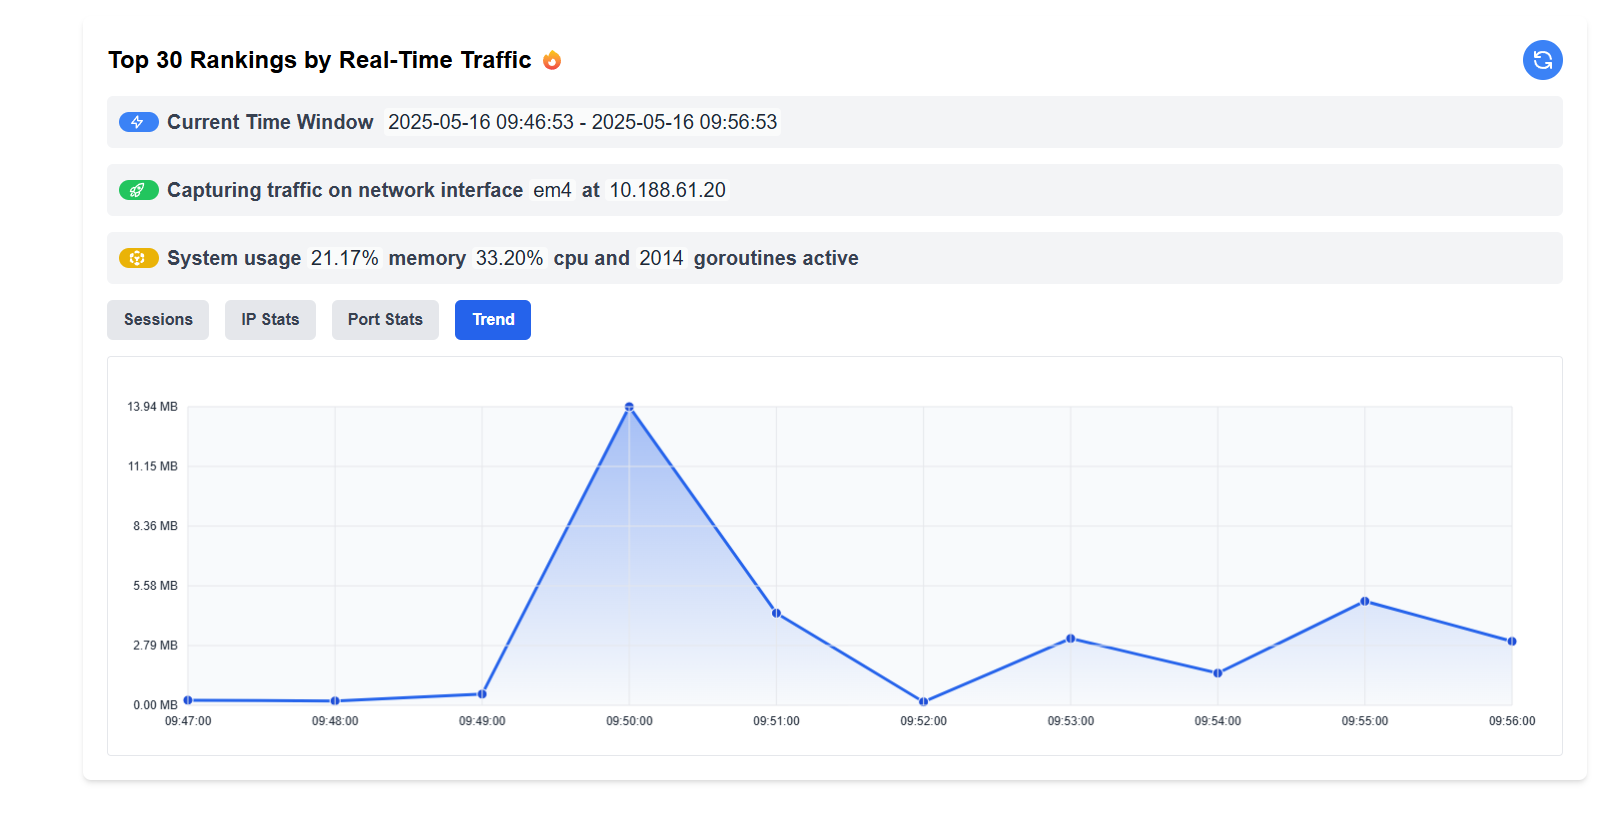 Top 30 Rankings by Real-Time Traffic 🔥
Current Time Window 2025-05-16 09:46:53 - 2025-05-16 09:56:53
Capturing traffic on network interface em4 at 10.188.61.20
System usage 21.17% memory 33.20% cpu and 2014 goroutines active
Sessions IP Stats Port Stats Trend
13.94 MB
11.15 MB
8.36 MB
5.58 MB
2.79 MB
0.00 MB
09:47:00 09:48:00 09:49:00 09:50:00 09:51:00 09:52:00 09:53:00 09:54:00 09:55:00 09:56:00